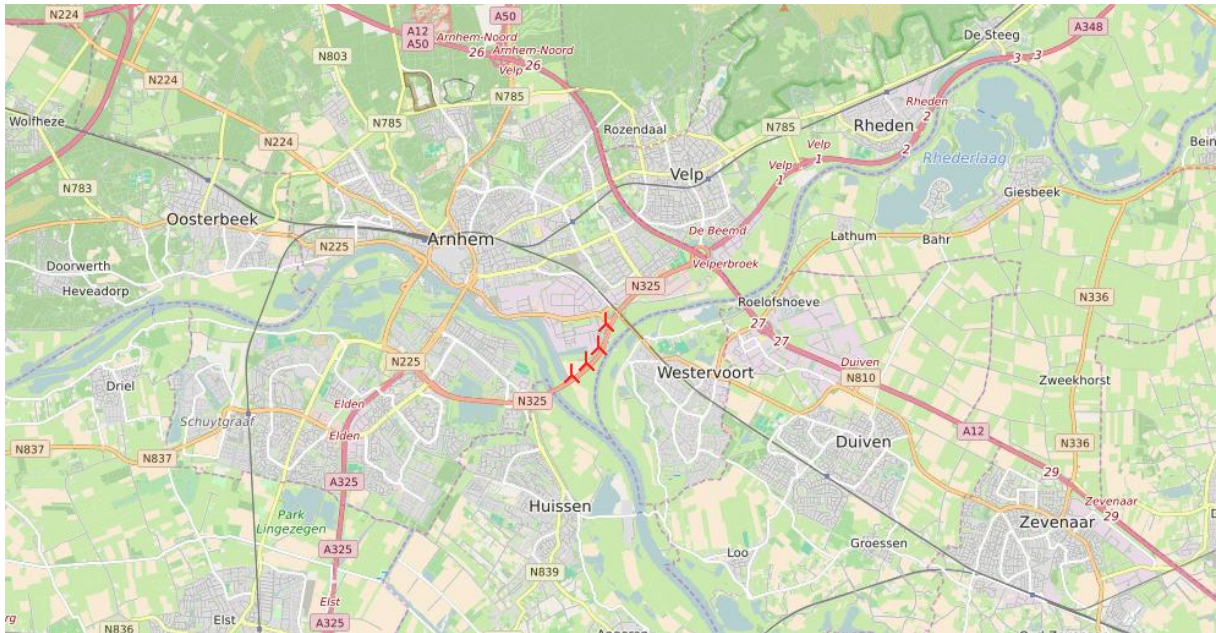 N224
A50
De Steeg
A348
A12
A50
Arnhem-Noord
26
Arnhem-Noord
26
Velp
N803
3
3
N224
N785
Rheden
2
Wolfheze
N785
Rozendaal
N785
Rheden
N224
Velp
1
2
Velp
1
Rhederlaag
Velp
N783
Giesbeek
Oosterbeek
De Beemd
Lathum
Bahr
N225
Arnhem
Velperbroek
Doorwerth
Heveadorp
N325
Roelofshoeve
N336
27
27
N225
Duiven
Westervoort
N810
Zweekhorst
Driel
Elden
N325
Schuytgraaf
Elden
A12
Duiven
N336
N837
N837
29
A325
Zevenaar
29
Huissen
Park
Lingezegen
Zevenaar
A325
Loo
Groessen
N839
Elst
Elst
A325
N836